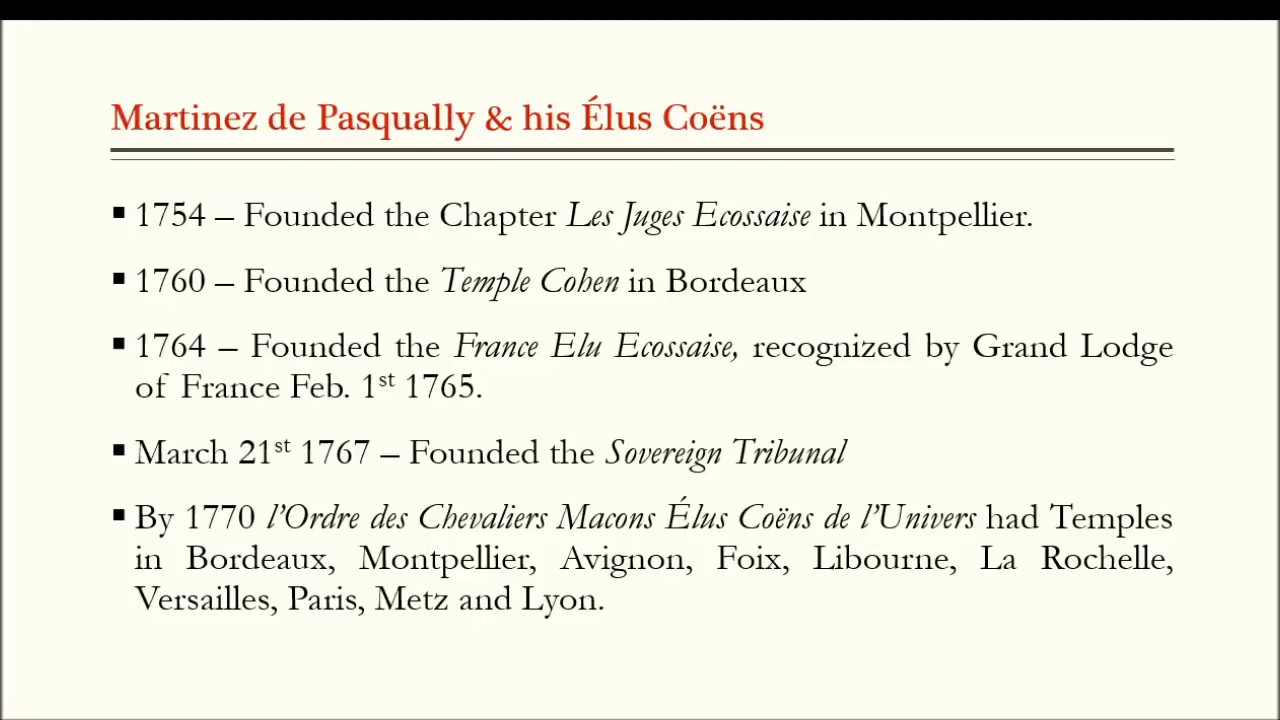 Martinez de Pasqually & his Élus Coëns
▪ 1754 – Founded the Chapter Les Juges Ecossaise in Montpellier.
▪ 1760 – Founded the Temple Cohen in Bordeaux
▪ 1764 – Founded the France Elu Ecossaise, recognized by Grand Lodge
of France Feb. 1st 1765.
▪ March 21st 1767 – Founded the Sovereign Tribunal
▪ By 1770 l’Ordre des Chevaliers Macons Élus Coëns de l’Univers had Temples
in Bordeaux, Montpellier, Avignon, Foix, Libourne, La Rochelle,
Versailles, Paris, Metz and Lyon.